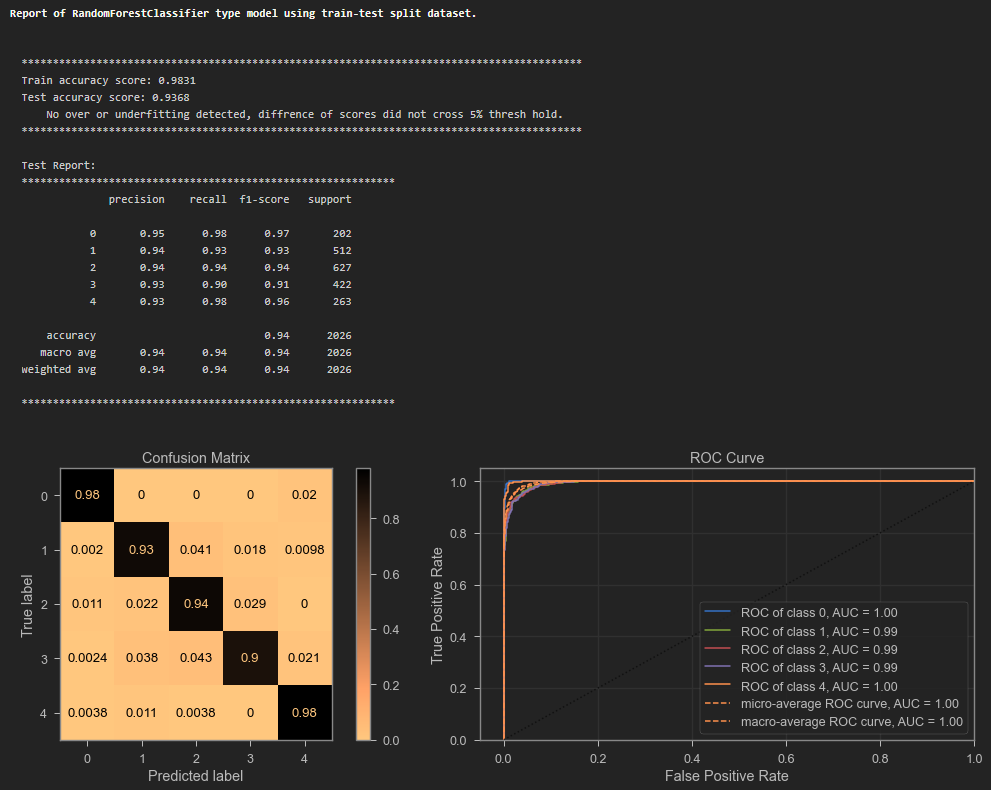 Report of RandomForestClassifier type model using train-test split dataset.
******************************************************************************************
Train accuracy score: 0.9831
Test accuracy score: 0.9368
No over or underfitting detected, diffrence of scores did not cross 5% thresh hold.
******************************************************************************************
Test Report:
************************************************************
precision recall f1-score support
0 0.95 0.98 0.97 202
1 0.94 0.93 0.93 512
2 0.94 0.94 0.94 627
3 0.93 0.90 0.91 422
4 0.93 0.98 0.96 263
accuracy 0.94 2026
macro avg 0.94 0.94 0.94 2026
weighted avg 0.94 0.94 0.94 2026
************************************************************
Confusion Matrix
0 0.98 0 0 0 0.02
1 0.002 0.93 0.041 0.018 0.0098
2 0.011 0.022 0.94 0.029 0
3 0.0024 0.038 0.043 0.9 0.021
4 0.0038 0.011 0.0038 0 0.98
0 1 2 3 4
True label
Predicted label
0.8
0.6
0.4
0.2
0.0
ROC Curve
1.0
0.8
0.6
0.4
0.2
0.0
True Positive Rate
ROC of class 0, AUC = 1.00
ROC of class 1, AUC = 0.99
ROC of class 2, AUC = 0.99
ROC of class 3, AUC = 0.99
ROC of class 4, AUC = 1.00
micro-average ROC curve, AUC = 1.00
macro-average ROC curve, AUC = 1.00
0.0 0.2 0.4 0.6 0.8 1.0
False Positive Rate